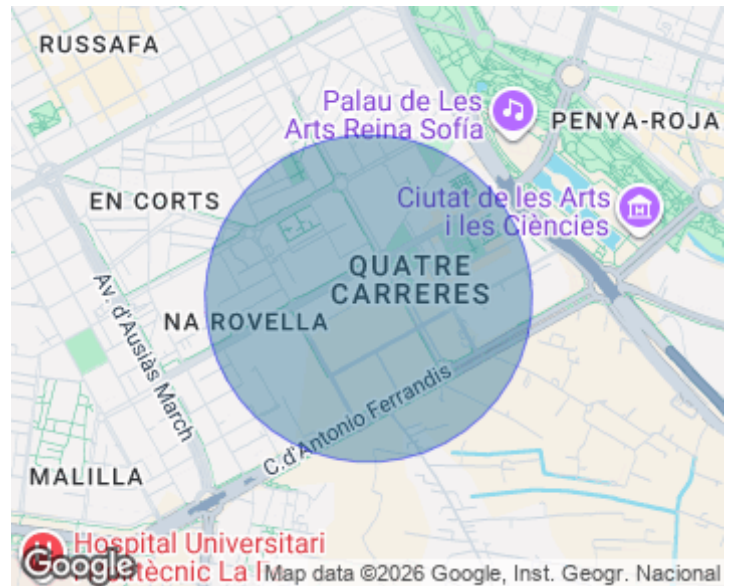 RUSSAFA
Palau de Les
Arts Reina Sofía
PENYA-ROJA
EN CORTS
Ciutat de les Arts
i les Ciències
QUATRE
CARRERES
NA ROVELLA
Av. d'Ausiàs March
C.d'Antonio Ferrandis
MALILLA
Hospital Universitari
Google
Map data ©2026 Google, Inst. Geogr. Nacional